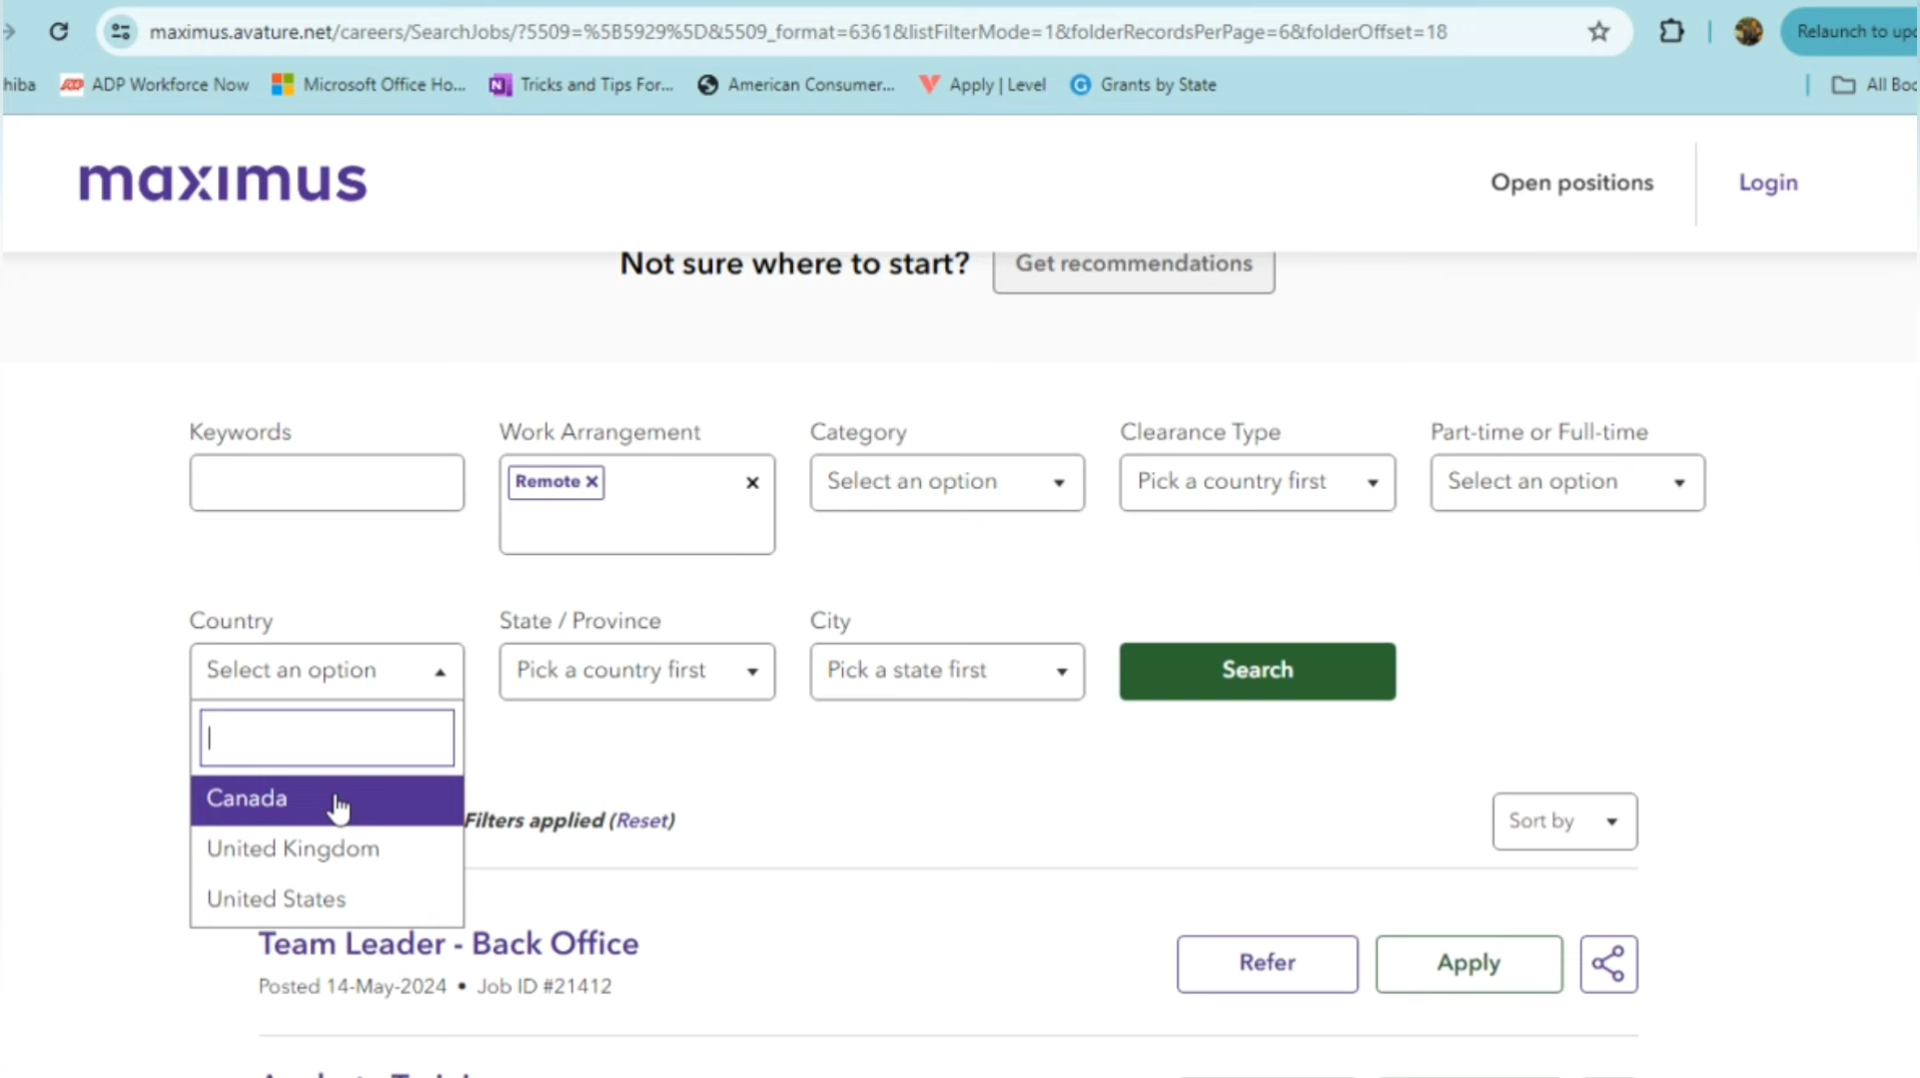 maximus.avature.net/careers/SearchJobs/?5509=%5B5929%5D&5509_format=6361&listFilterMode=1&folderRecordsPerPage=6&folderOffset=18
Relaunch to upd
hiba
ADP Workforce Now
Microsoft Office Ho...
Tricks and Tips For...
American Consumer...
Apply | Level
Grants by State
All Boo
maximus
Open positions
Login
Not sure where to start?
Get recommendations
Keywords
Work Arrangement
Category
Clearance Type
Part-time or Full-time
Remote ×
×
Select an option
Pick a country first
Select an option
Country
State / Province
City
Select an option
Pick a country first
Pick a state first
Search
Canada
United Kingdom
United States
Filters applied (Reset)
Sort by
Team Leader - Back Office
Posted 14-May-2024 • Job ID #21412
Refer
Apply